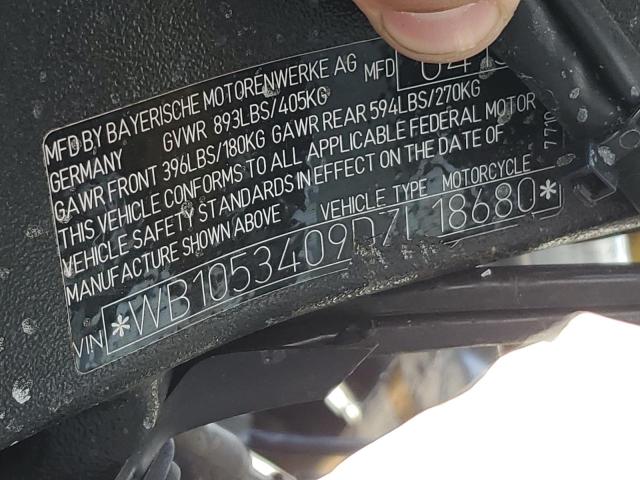 MFD BY BAYERISCHE MOTORENWERKE AG MFD
GERMANY GVWR 893LBS/405KG
GAWR FRONT 396LBS/180KG GAWR REAR 594LBS/270KG
THIS VEHICLE CONFORMS TO ALL APPLICABLE FEDERAL MOTOR
VEHICLE SAFETY STANDARDS IN EFFECT ON THE DATE OF
MANUFACTURE SHOWN ABOVE VEHICLE TYPE MOTORCYCLE
VIN